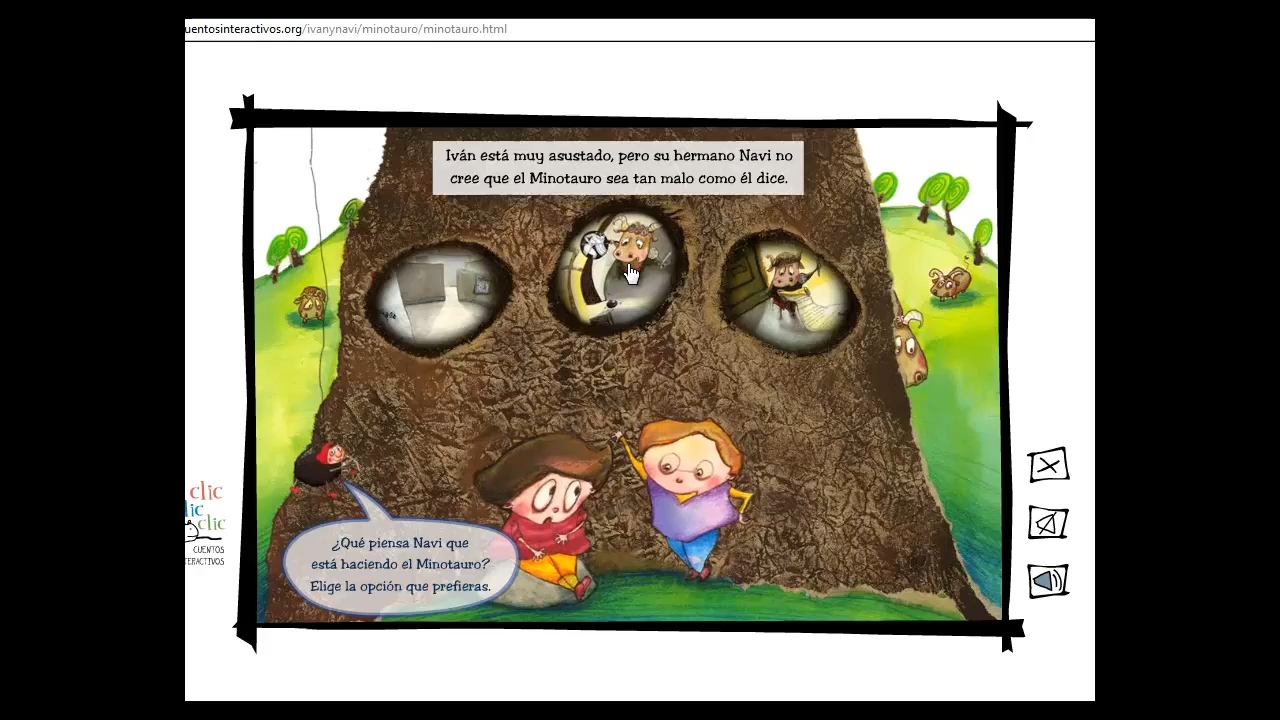 uentosinteractivos.org/ivanynavi/minotauro/minotauro.html
Iván está muy asustado, pero su hermano Navi no
cree que el Minotauro sea tan malo como él dice.
clic
lic
clic
CUENTOS
TERACTIVOS
¿Qué piensa Navi que
está haciendo el Minotauro?
Elige la opción que prefieras.